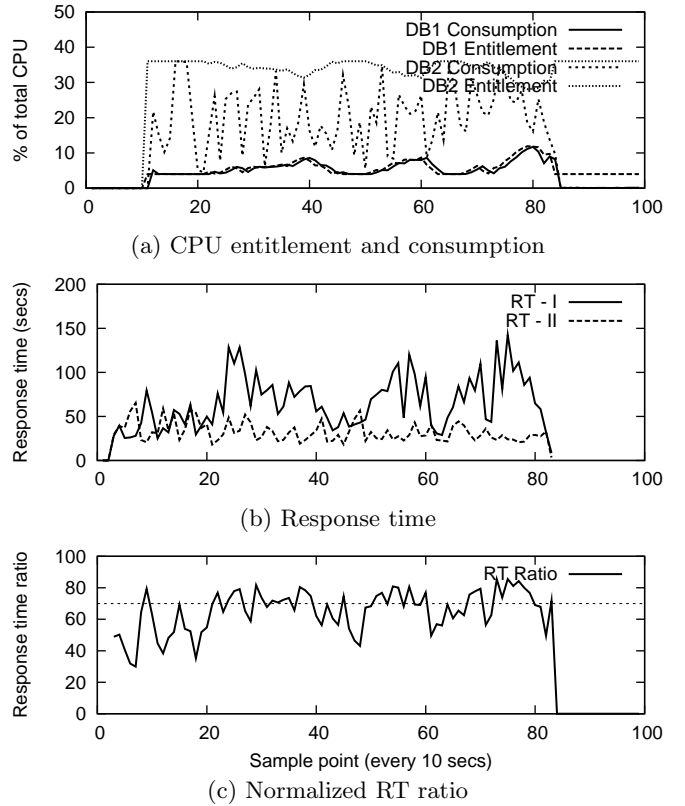 50
40
30
20
10
0
% of total CPU
DB1 Consumption
DB1 Entitlement
DB2 Consumption
DB2 Entitlement
0 20 40 60 80 100
(a) CPU entitlement and consumption
200
150
100
50
0
Response time (secs)
RT - I
RT - II
0 20 40 60 80 100
(b) Response time
100
80
60
40
20
0
Response time ratio
RT Ratio
0 20 40 60 80 100
Sample point (every 10 secs)
(c) Normalized RT ratio